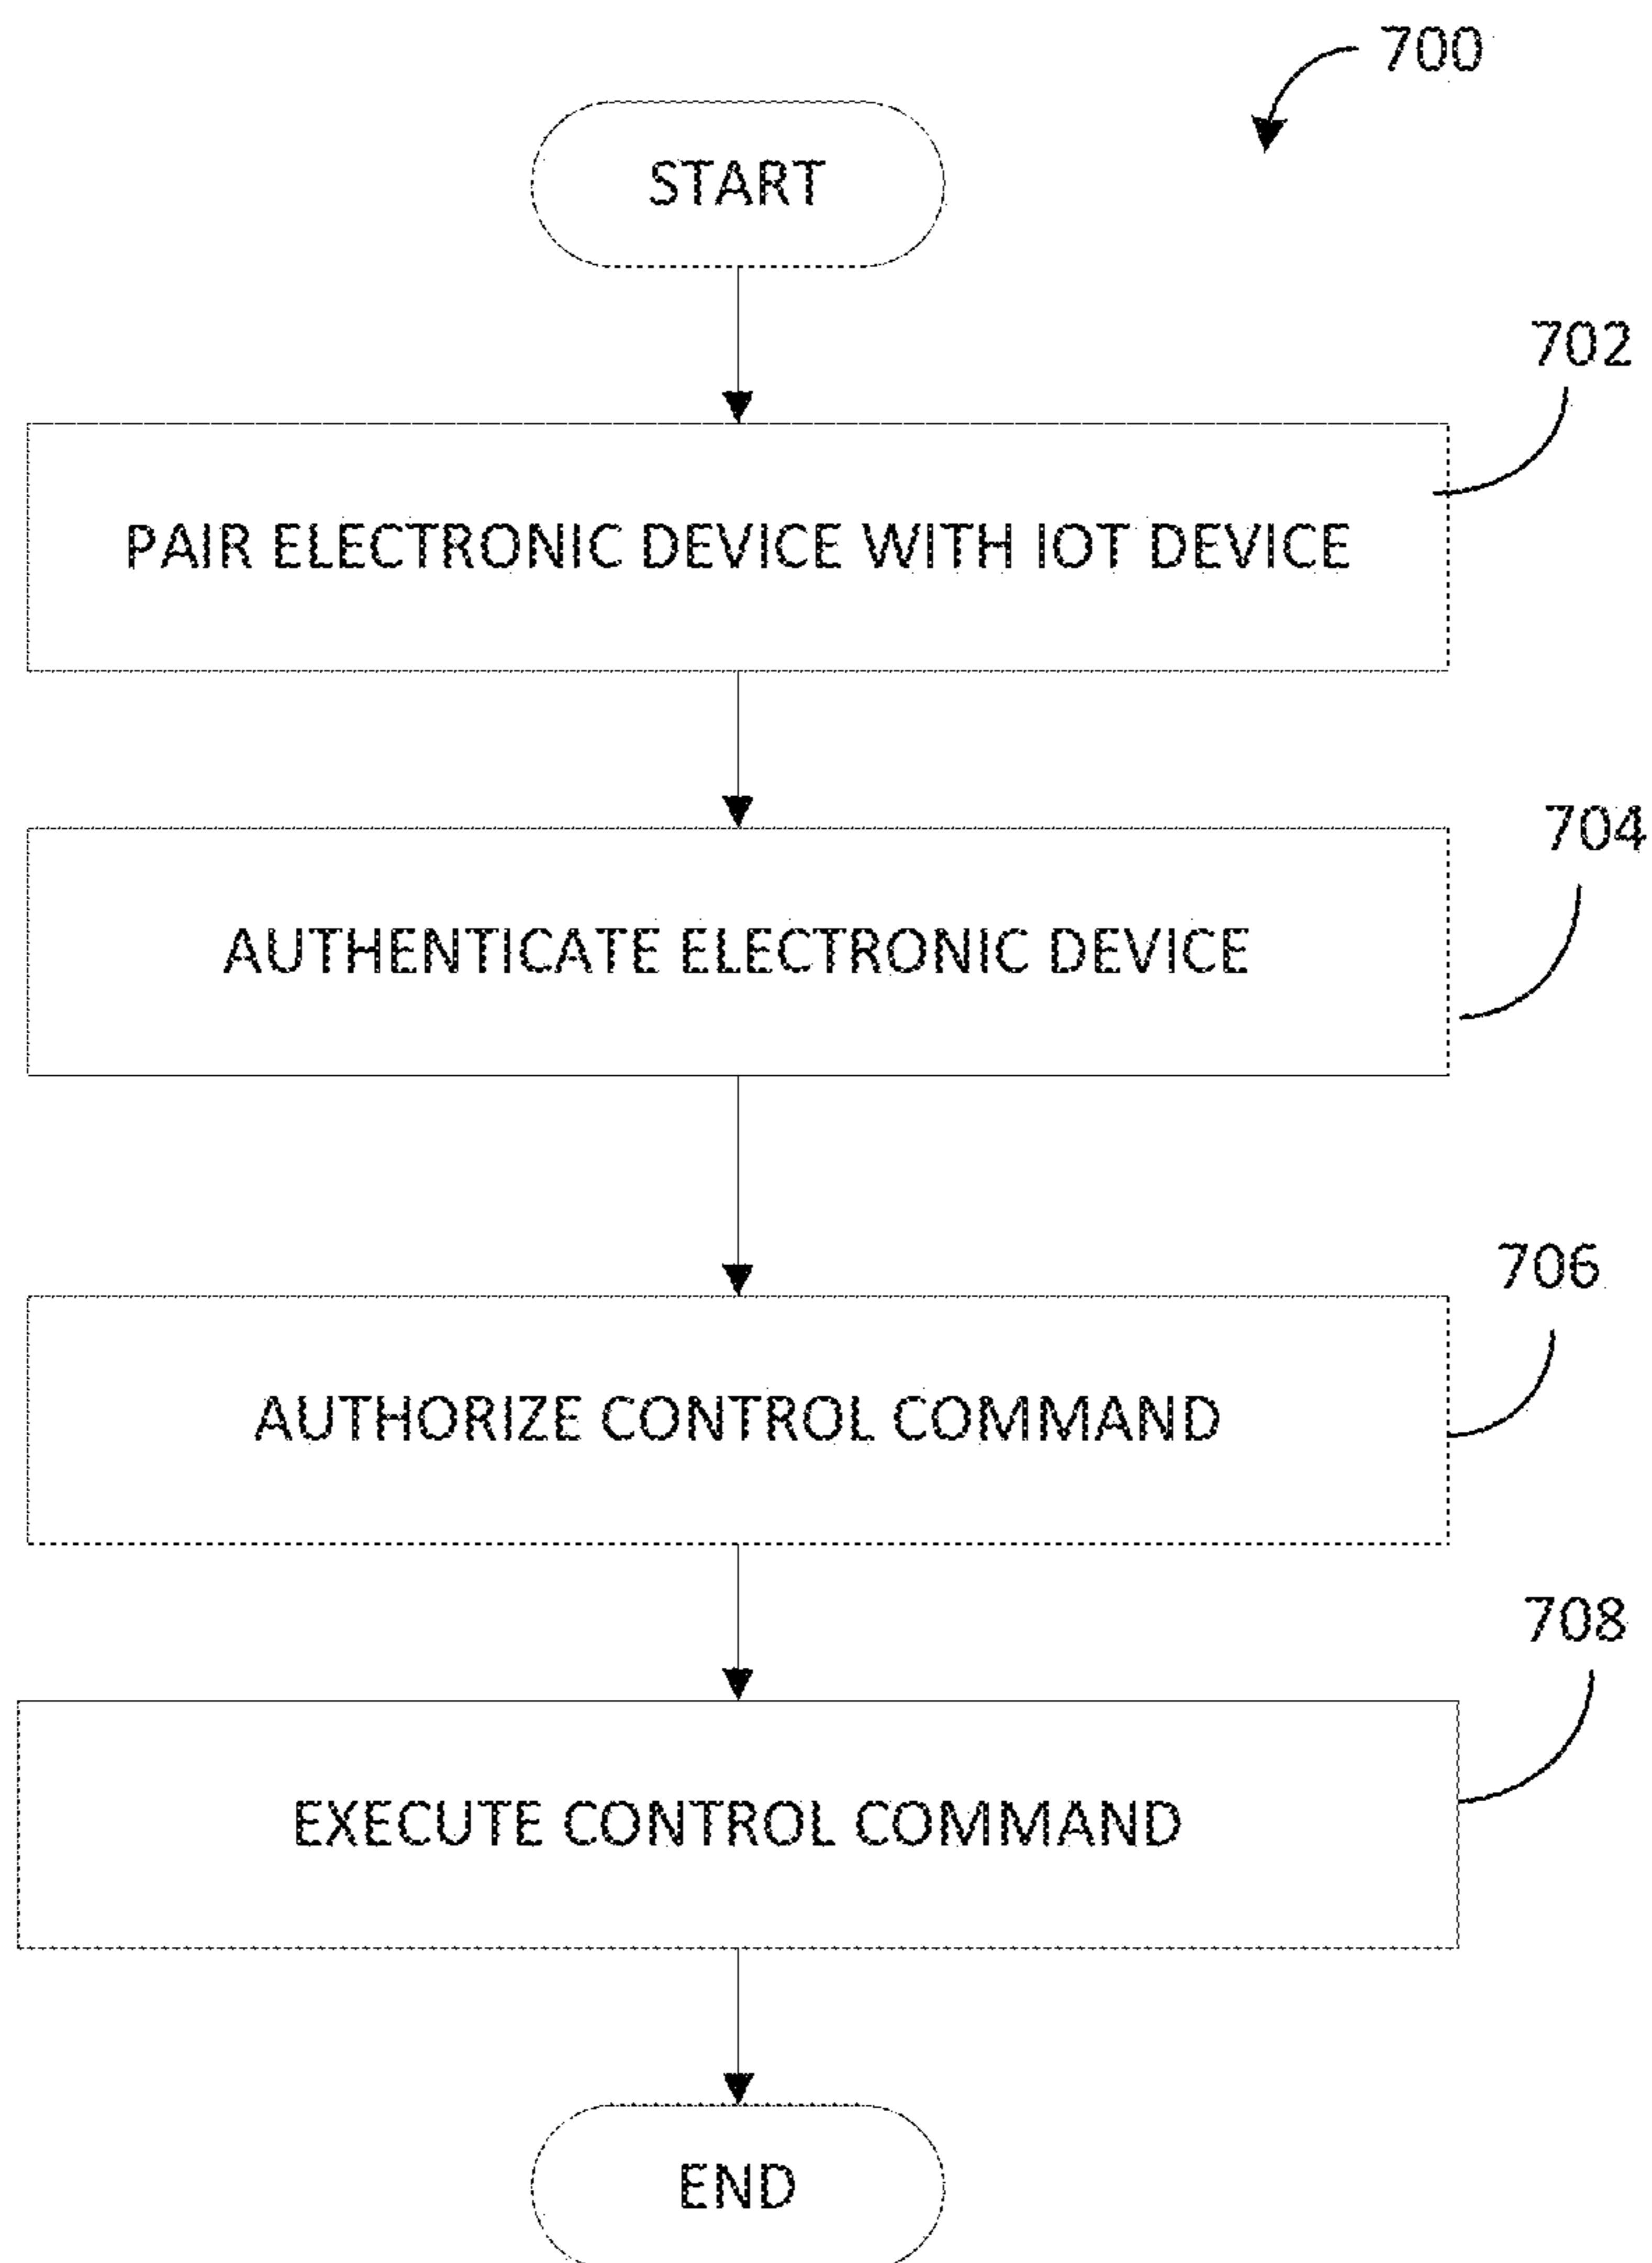 700
START
702
PAIR ELECTRONIC DEVICE WITH IOT DEVICE
704
AUTHENTICATE ELECTRONIC DEVICE
706
AUTHORIZE CONTROL COMMAND
708
EXECUTE CONTROL COMMAND
END